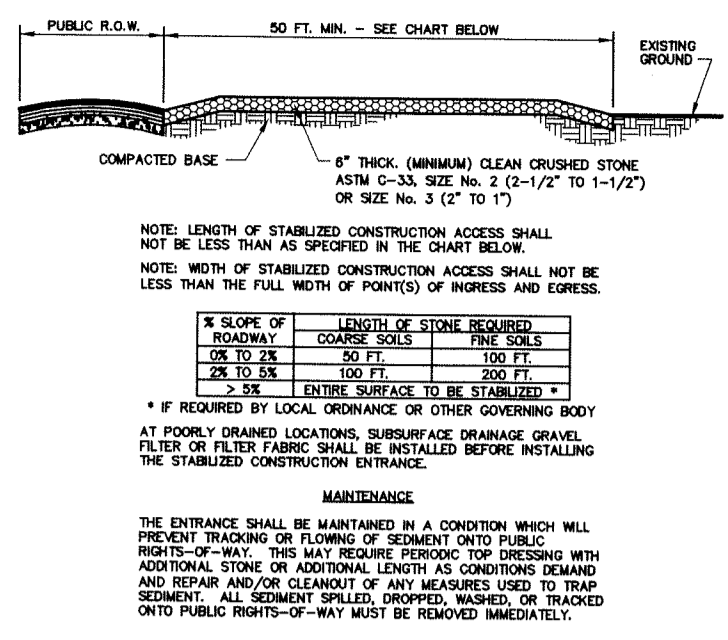 PUBLIC R.O.W.
50 FT. MIN. - SEE CHART BELOW
EXISTING
GROUND
COMPACTED BASE
6" THICK. (MINIMUM) CLEAN CRUSHED STONE
ASTM C-33, SIZE No. 2 (2-1/2" TO 1-1/2")
OR SIZE No. 3 (2" TO 1")
NOTE: LENGTH OF STABILIZED CONSTRUCTION ACCESS SHALL
NOT BE LESS THAN AS SPECIFIED IN THE CHART BELOW.
NOTE: WIDTH OF STABILIZED CONSTRUCTION ACCESS SHALL NOT BE
LESS THAN THE FULL WIDTH OF POINT(S) OF INGRESS AND EGRESS.
% SLOPE OF LENGTH OF STONE REQUIRED
ROADWAY COARSE SOILS FINE SOILS
0% TO 2% 50 FT. 100 FT.
2% TO 5% 100 FT. 200 FT.
> 5% ENTIRE SURFACE TO BE STABILIZED *
* IF REQUIRED BY LOCAL ORDINANCE OR OTHER GOVERNING BODY
AT POORLY DRAINED LOCATIONS, SUBSURFACE DRAINAGE GRAVEL
FILTER OR FILTER FABRIC SHALL BE INSTALLED BEFORE INSTALLING
THE STABILIZED CONSTRUCTION ENTRANCE.
MAINTENANCE
THE ENTRANCE SHALL BE MAINTAINED IN A CONDITION WHICH WILL
PREVENT TRACKING OR FLOWING OF SEDIMENT ONTO PUBLIC
RIGHTS-OF-WAY. THIS MAY REQUIRE PERIODIC TOP DRESSING WITH
ADDITIONAL STONE OR ADDITIONAL LENGTH AS CONDITIONS DEMAND
AND REPAIR AND/OR CLEANOUT OF ANY MEASURES USED TO TRAP
SEDIMENT. ALL SEDIMENT SPILLED, DROPPED, WASHED, OR TRACKED
ONTO PUBLIC RIGHTS-OF-WAY MUST BE REMOVED IMMEDIATELY.